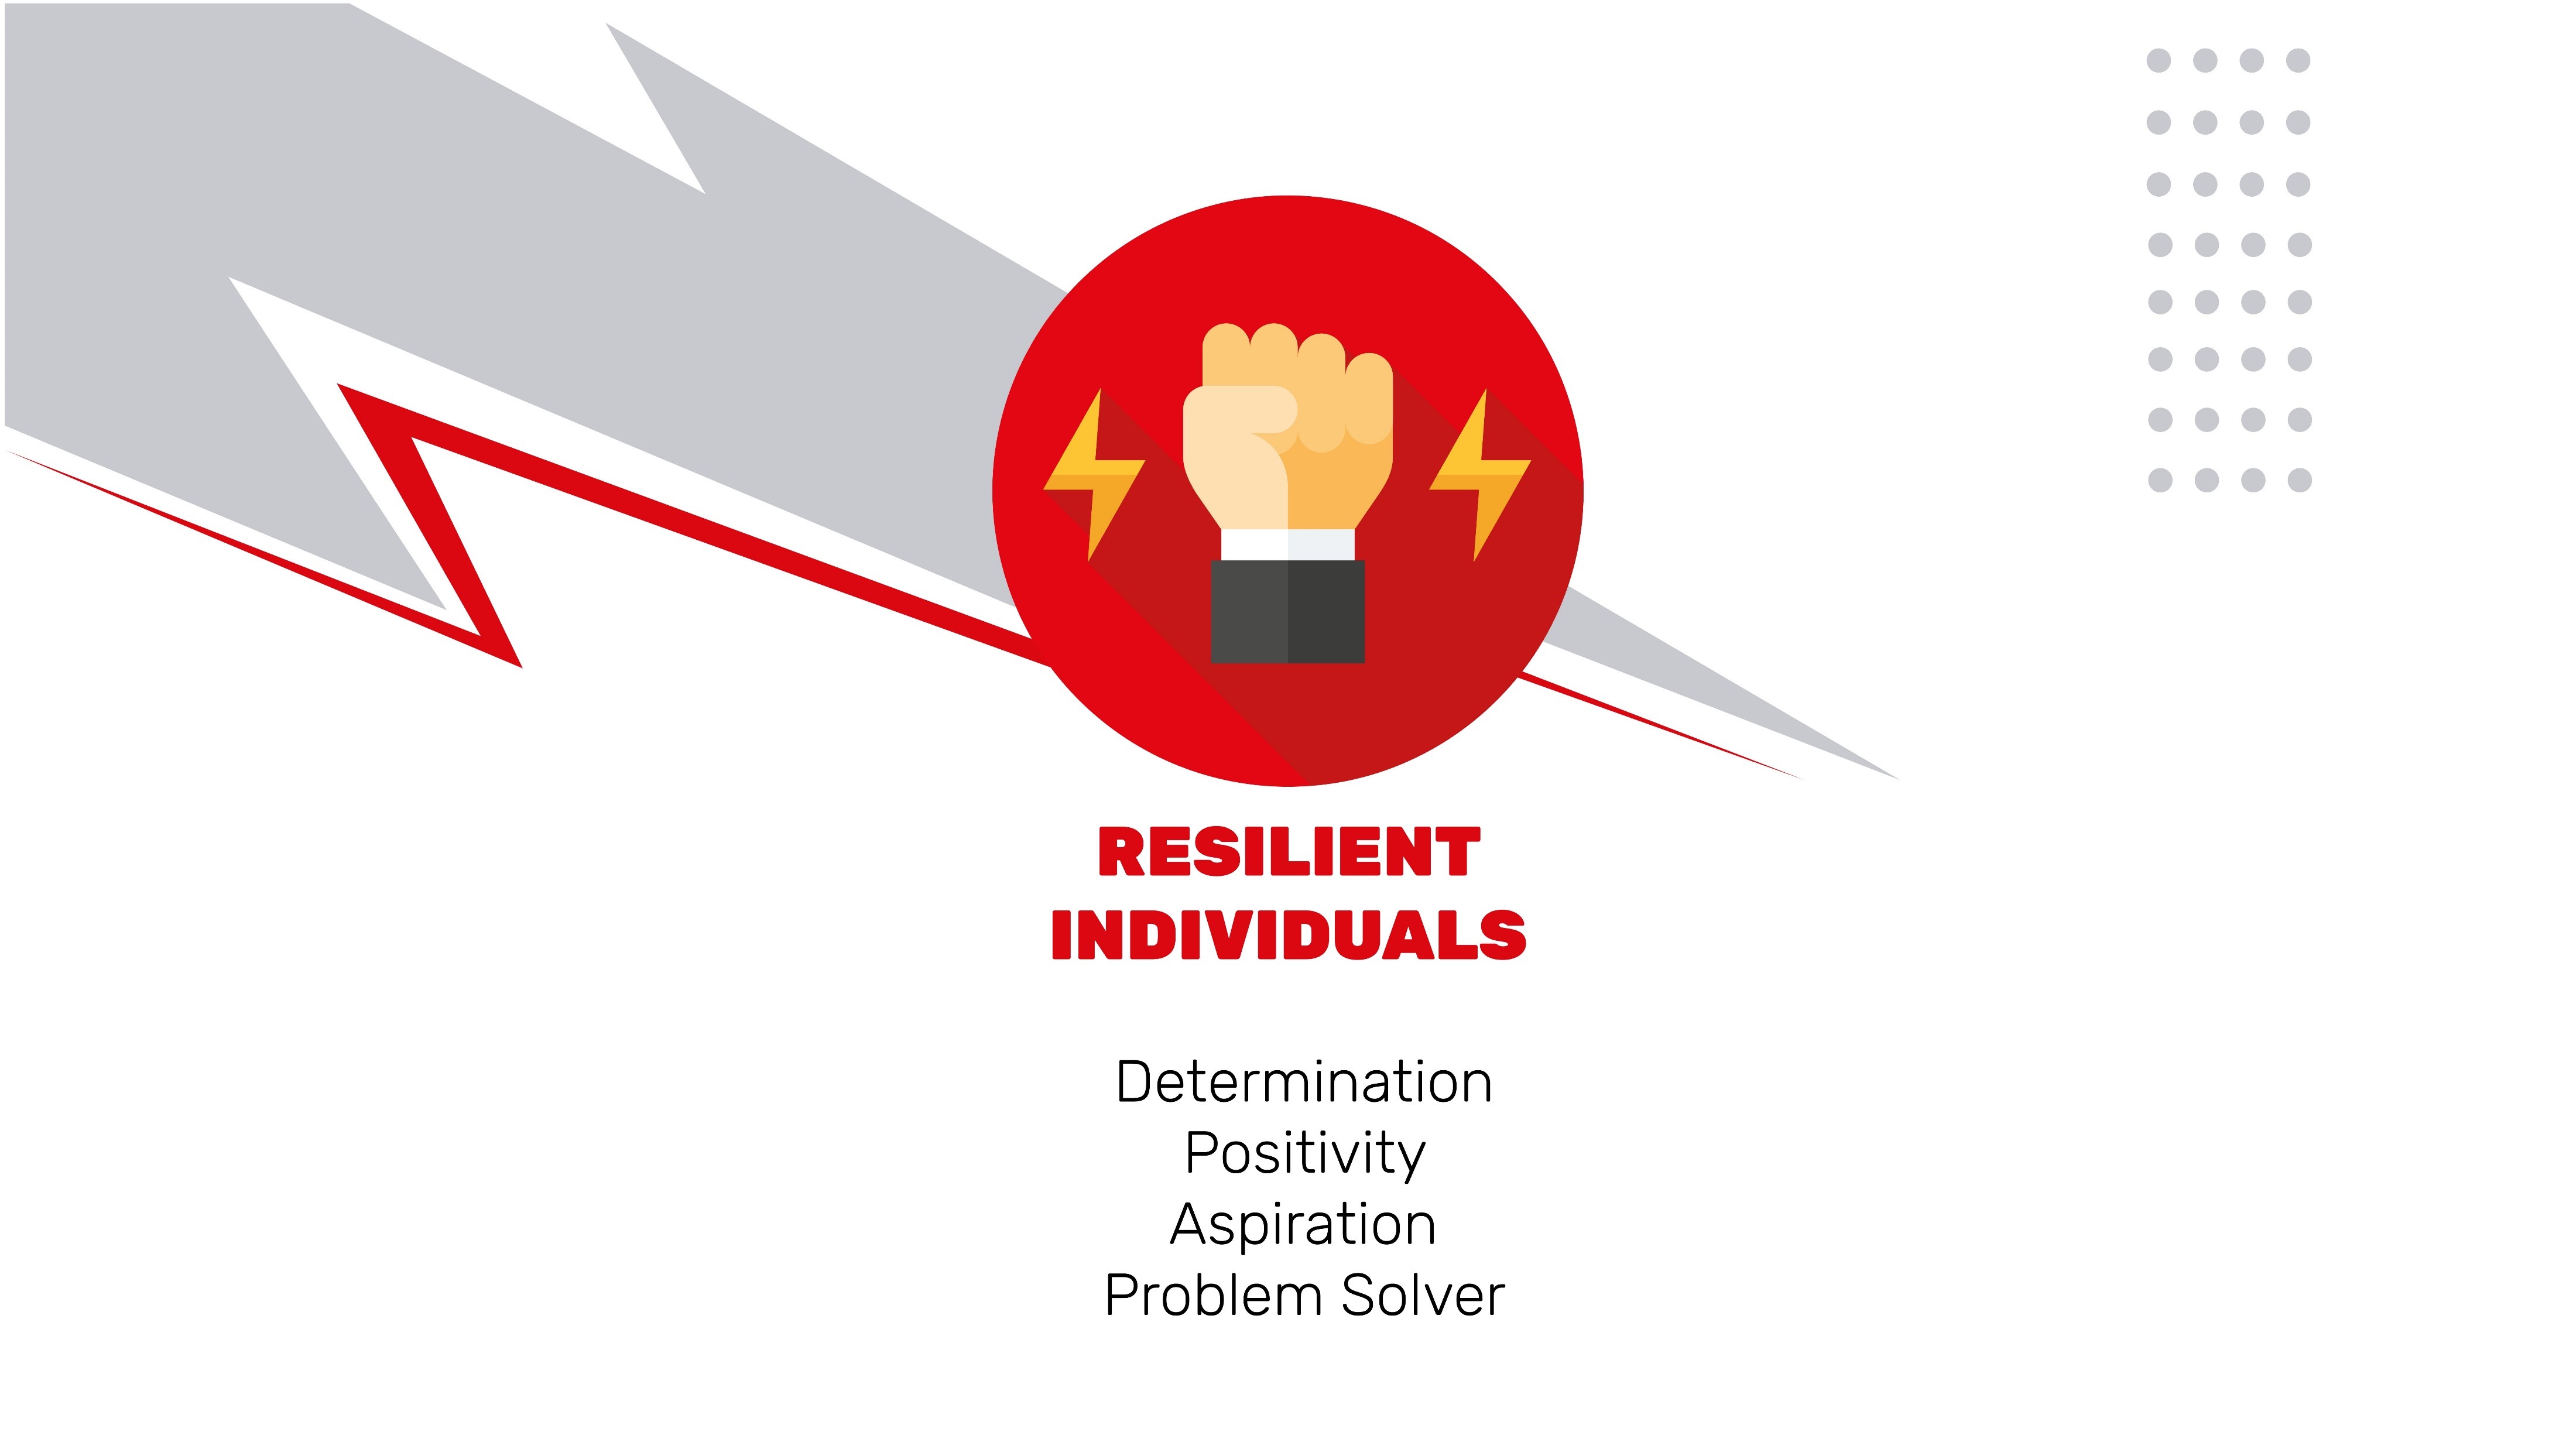 RESILIENT
INDIVIDUALS
Determination
Positivity
Aspiration
Problem Solver